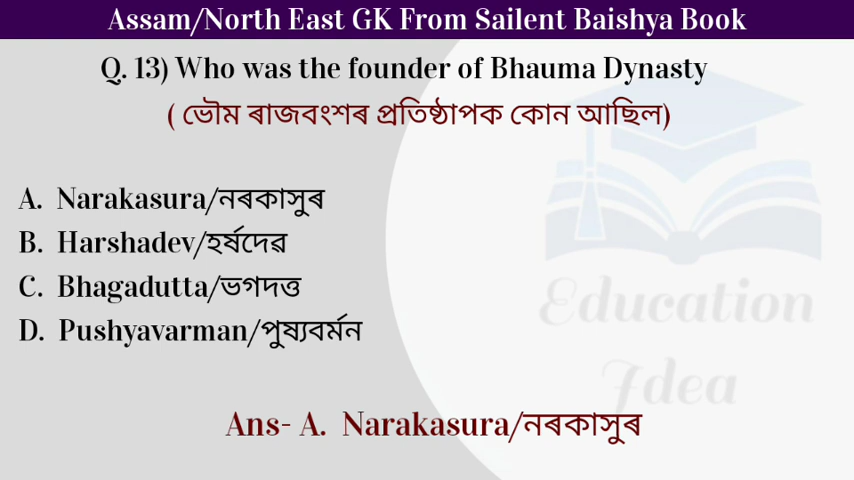 Assam/North East GK From Sailent Baishya Book
Q. 13) Who was the founder of Bhauma Dynasty
( ভৌম ৰাজবংশৰ প্ৰতিষ্ঠাপক কোন আছিল)
A. Narakasura/নৰকাসুৰ
B. Harshadev/হৰ্ষদেৱ
C. Bhagadutta/ভগদত্ত
D. Pushyavarman/পুষ্যবৰ্মন
Education
Idea
Ans- A. Narakasura/নৰকাসুৰ